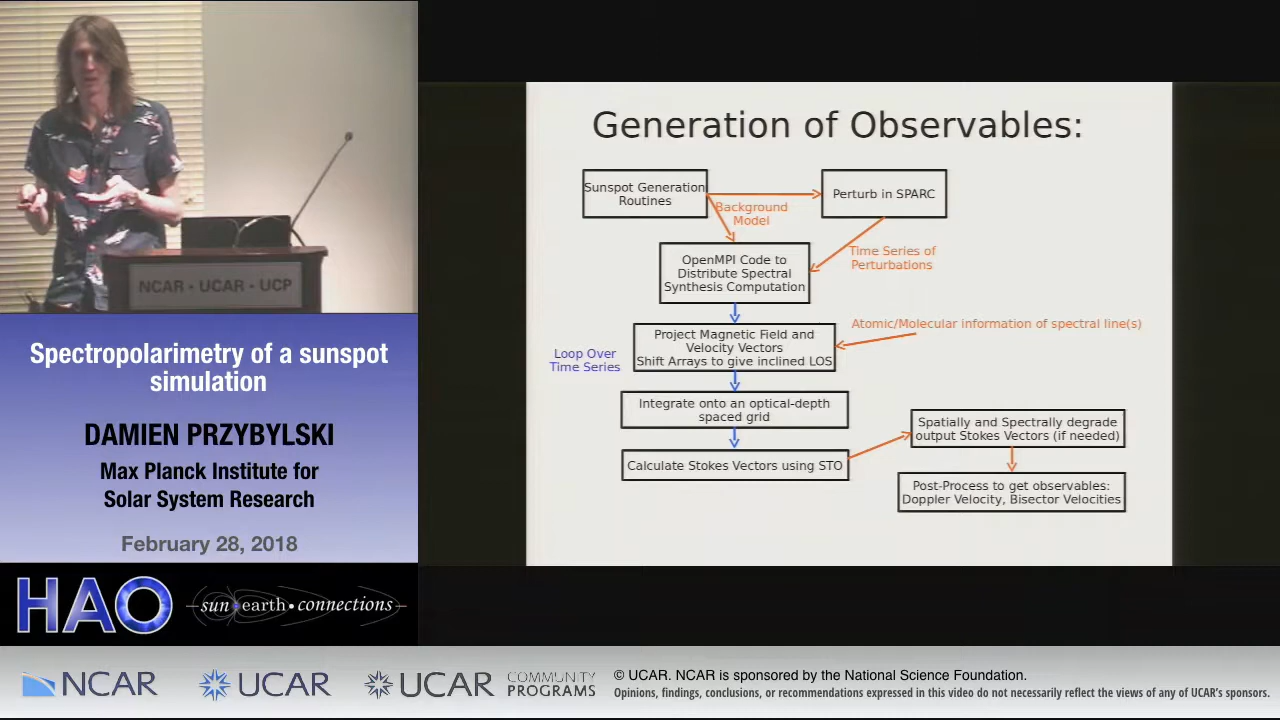 NCAR • UCAR • UCP
Spectropolarimetry of a sunspot
simulation
DAMIEN PRZYBYLSKI
Max Planck Institute for
Solar System Research
February 28, 2018
HAO
sun•earth•connections
Generation of Observables:
Sunspot Generation
Routines
Perturb in SPARC
Background
Model
OpenMPI Code to
Distribute Spectral
Synthesis Computation
Time Series of
Perturbations
Atomic/Molecular information of spectral line(s)
Project Magnetic Field and
Velocity Vectors
Shift Arrays to give inclined LOS
Loop Over
Time Series
Integrate onto an optical-depth
spaced grid
Calculate Stokes Vectors using STO
Spatially and Spectrally degrade
output Stokes Vectors (if needed)
Post-Process to get observables:
Doppler Velocity, Bisector Velocities
NCAR
UCAR
UCAR
COMMUNITY
PROGRAMS
© UCAR. NCAR is sponsored by the National Science Foundation.
Opinions, findings, conclusions, or recommendations expressed in this video do not necessarily reflect the views of any of UCAR's sponsors.